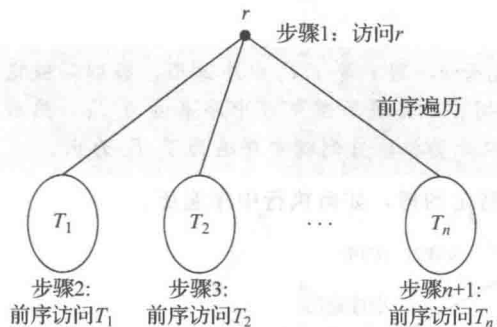 r
步骤1：访问r
前序遍历
T1 T2 ··· Tn
步骤2: 步骤3: 步骤n+1:
前序访问T1 前序访问T2 前序访问Tn